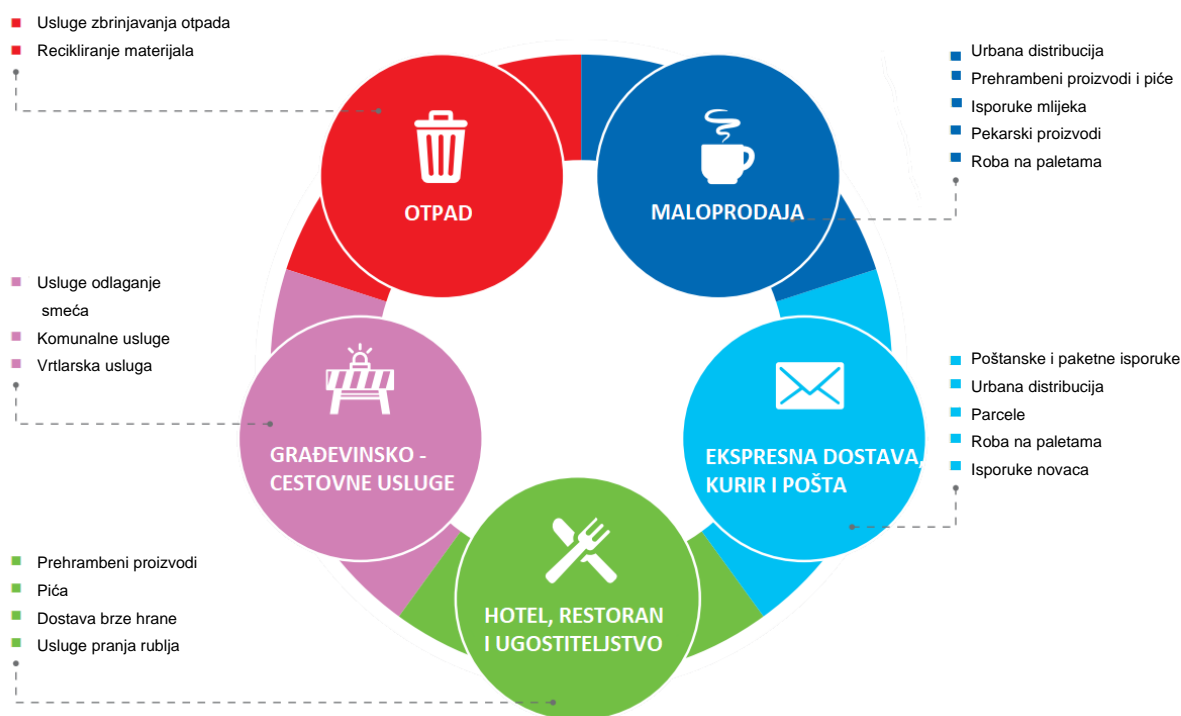 Usluge zbrinjavanja otpada
Recikliranje materijala
OTPAD
Urbana distribucija
Prehrambeni proizvodi i piće
Isporuke mlijeka
Pekarski proizvodi
Roba na paletama
MALOPRODAJA
Usluge odlaganje
smeća
Komunalne usluge
Vrtlarska usluga
GRAĐEVINSKO -
CESTOVNE USLUGE
Poštanske i paketne isporuke
Urbana distribucija
Parcele
Roba na paletama
Isporuke novaca
EKSPRESNA DOSTAVA,
KURIR I POŠTA
Prehrambeni proizvodi
Pića
Dostava brze hrane
Usluge pranja rublja
HOTEL, RESTORAN
I UGOSTITELJSTVO